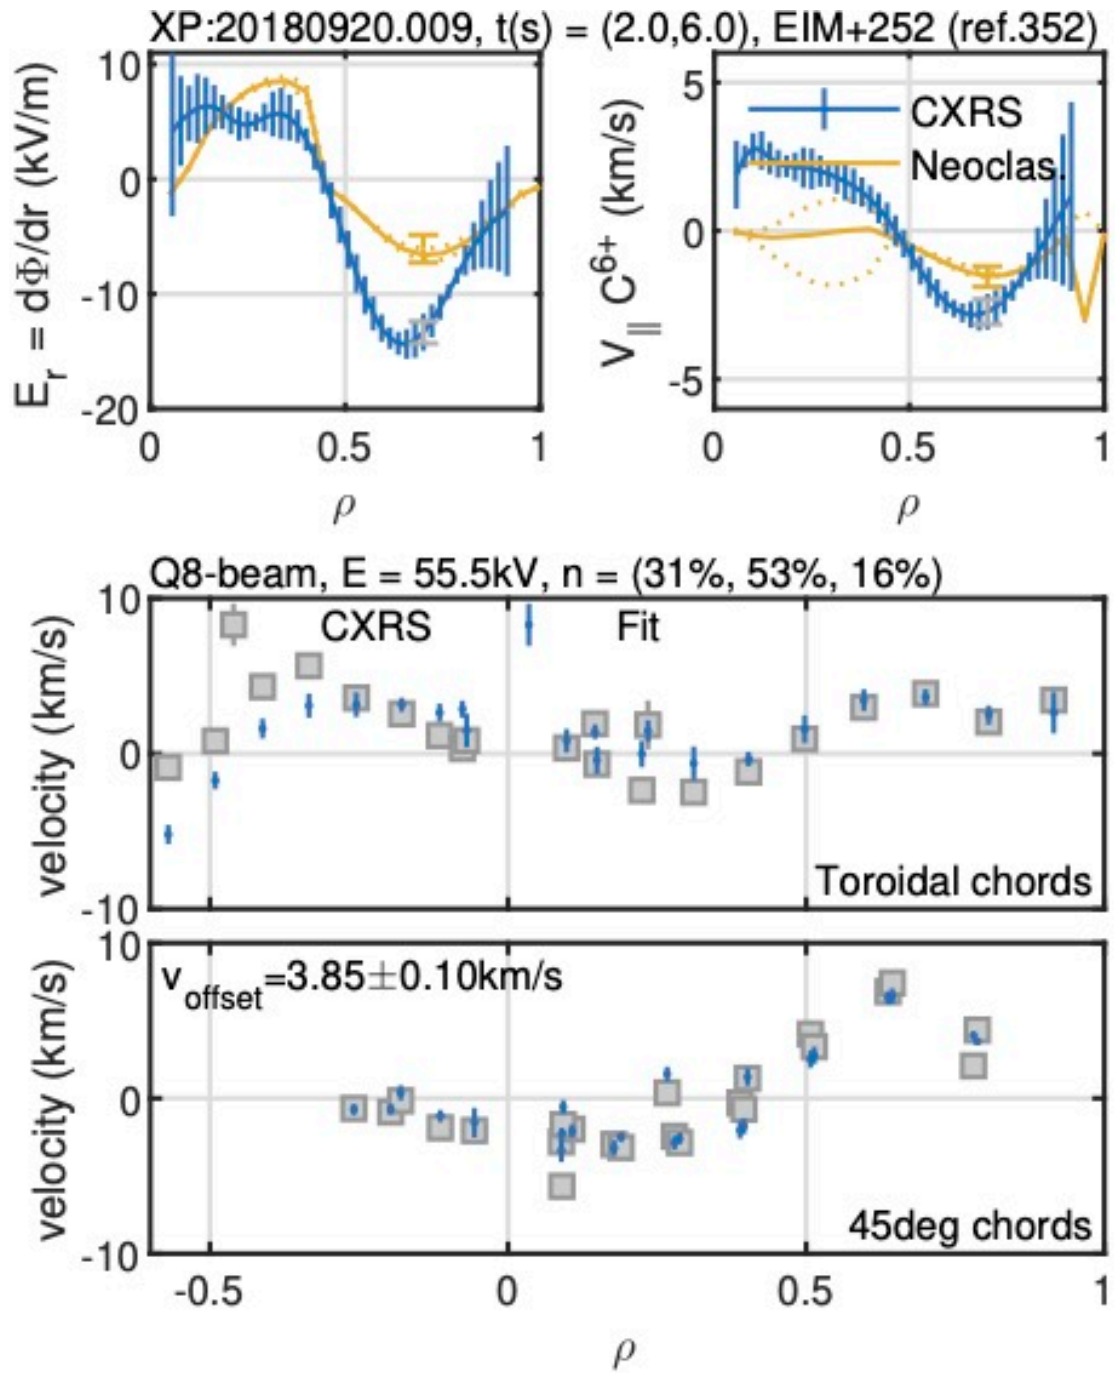 XP:20180920.009, t(s) = (2.0,6.0), EIM+252 (ref.352)
E_r = dΦ/dr (kV/m)
10
0
-10
-20
0 0.5 1
ρ
V_∥ C^6+ (km/s)
CXRS
Neoclas.
5
0
-5
0 0.5 1
ρ
Q8-beam, E = 55.5kV, n = (31%, 53%, 16%)
velocity (km/s)
10
0
-10
CXRS
Fit
Toroidal chords
velocity (km/s)
10
0
-10
v_offset=3.85±0.10km/s
45deg chords
-0.5 0 0.5 1
ρ